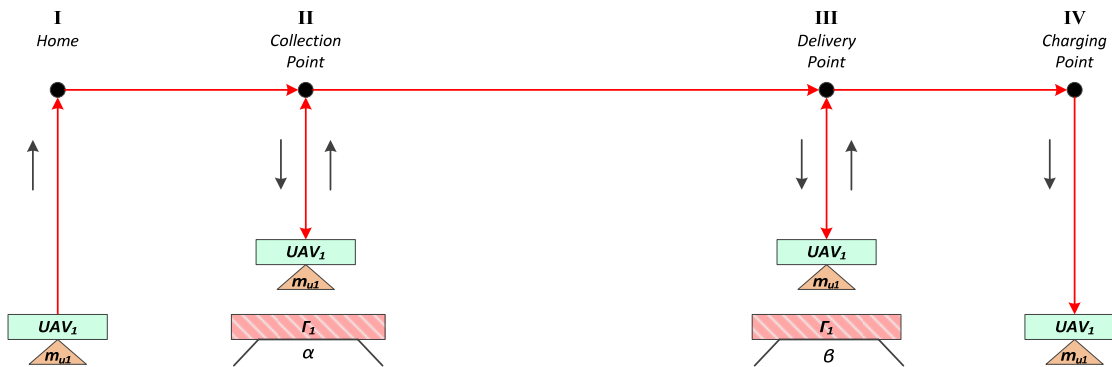 I
Home
II
Collection
Point
III
Delivery
Point
IV
Charging
Point
UAV₁
mᵤ₁
UAV₁
mᵤ₁
Γ₁
α
UAV₁
mᵤ₁
Γ₁
β
UAV₁
mᵤ₁